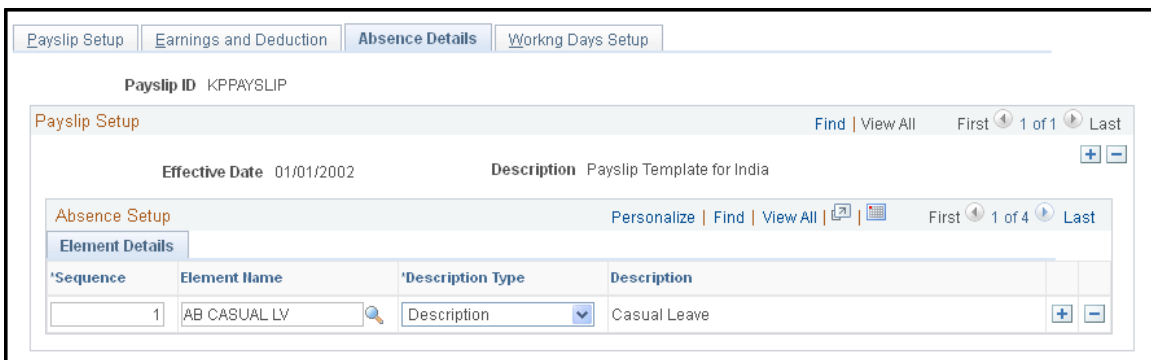 Payslip Setup Earnings and Deduction Absence Details Workng Days Setup
Payslip ID KPPAYSLIP
Payslip Setup Find | View All First 1 of 1 Last
Effective Date 01/01/2002 Description Payslip Template for India
Absence Setup Personalize | Find | View All | | First 1 of 4 Last
Element Details
*Sequence Element Name *Description Type Description
1 AB CASUAL LV Description Casual Leave